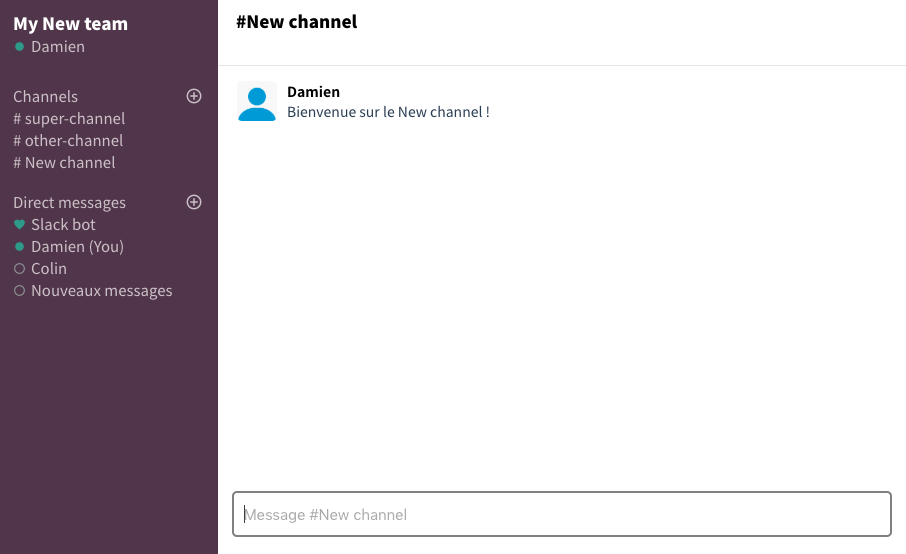 My New team
Damien
Channels
# super-channel
# other-channel
# New channel
Direct messages
Slack bot
Damien (You)
Colin
Nouveaux messages
#New channel
Damien
Bienvenue sur le New channel !
Message #New channel